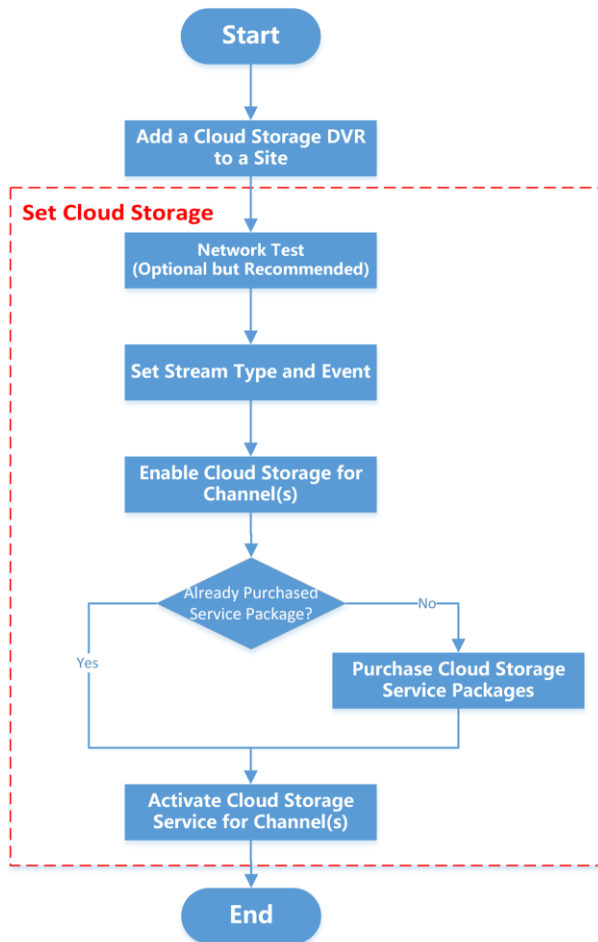 Start
Add a Cloud Storage DVR
to a Site
Set Cloud Storage
Network Test
(Optional but Recommended)
Set Stream Type and Event
Enable Cloud Storage for
Channel(s)
Already Purchased
Service Package?
No
Yes
Purchase Cloud Storage
Service Packages
Activate Cloud Storage
Service for Channel(s)
End